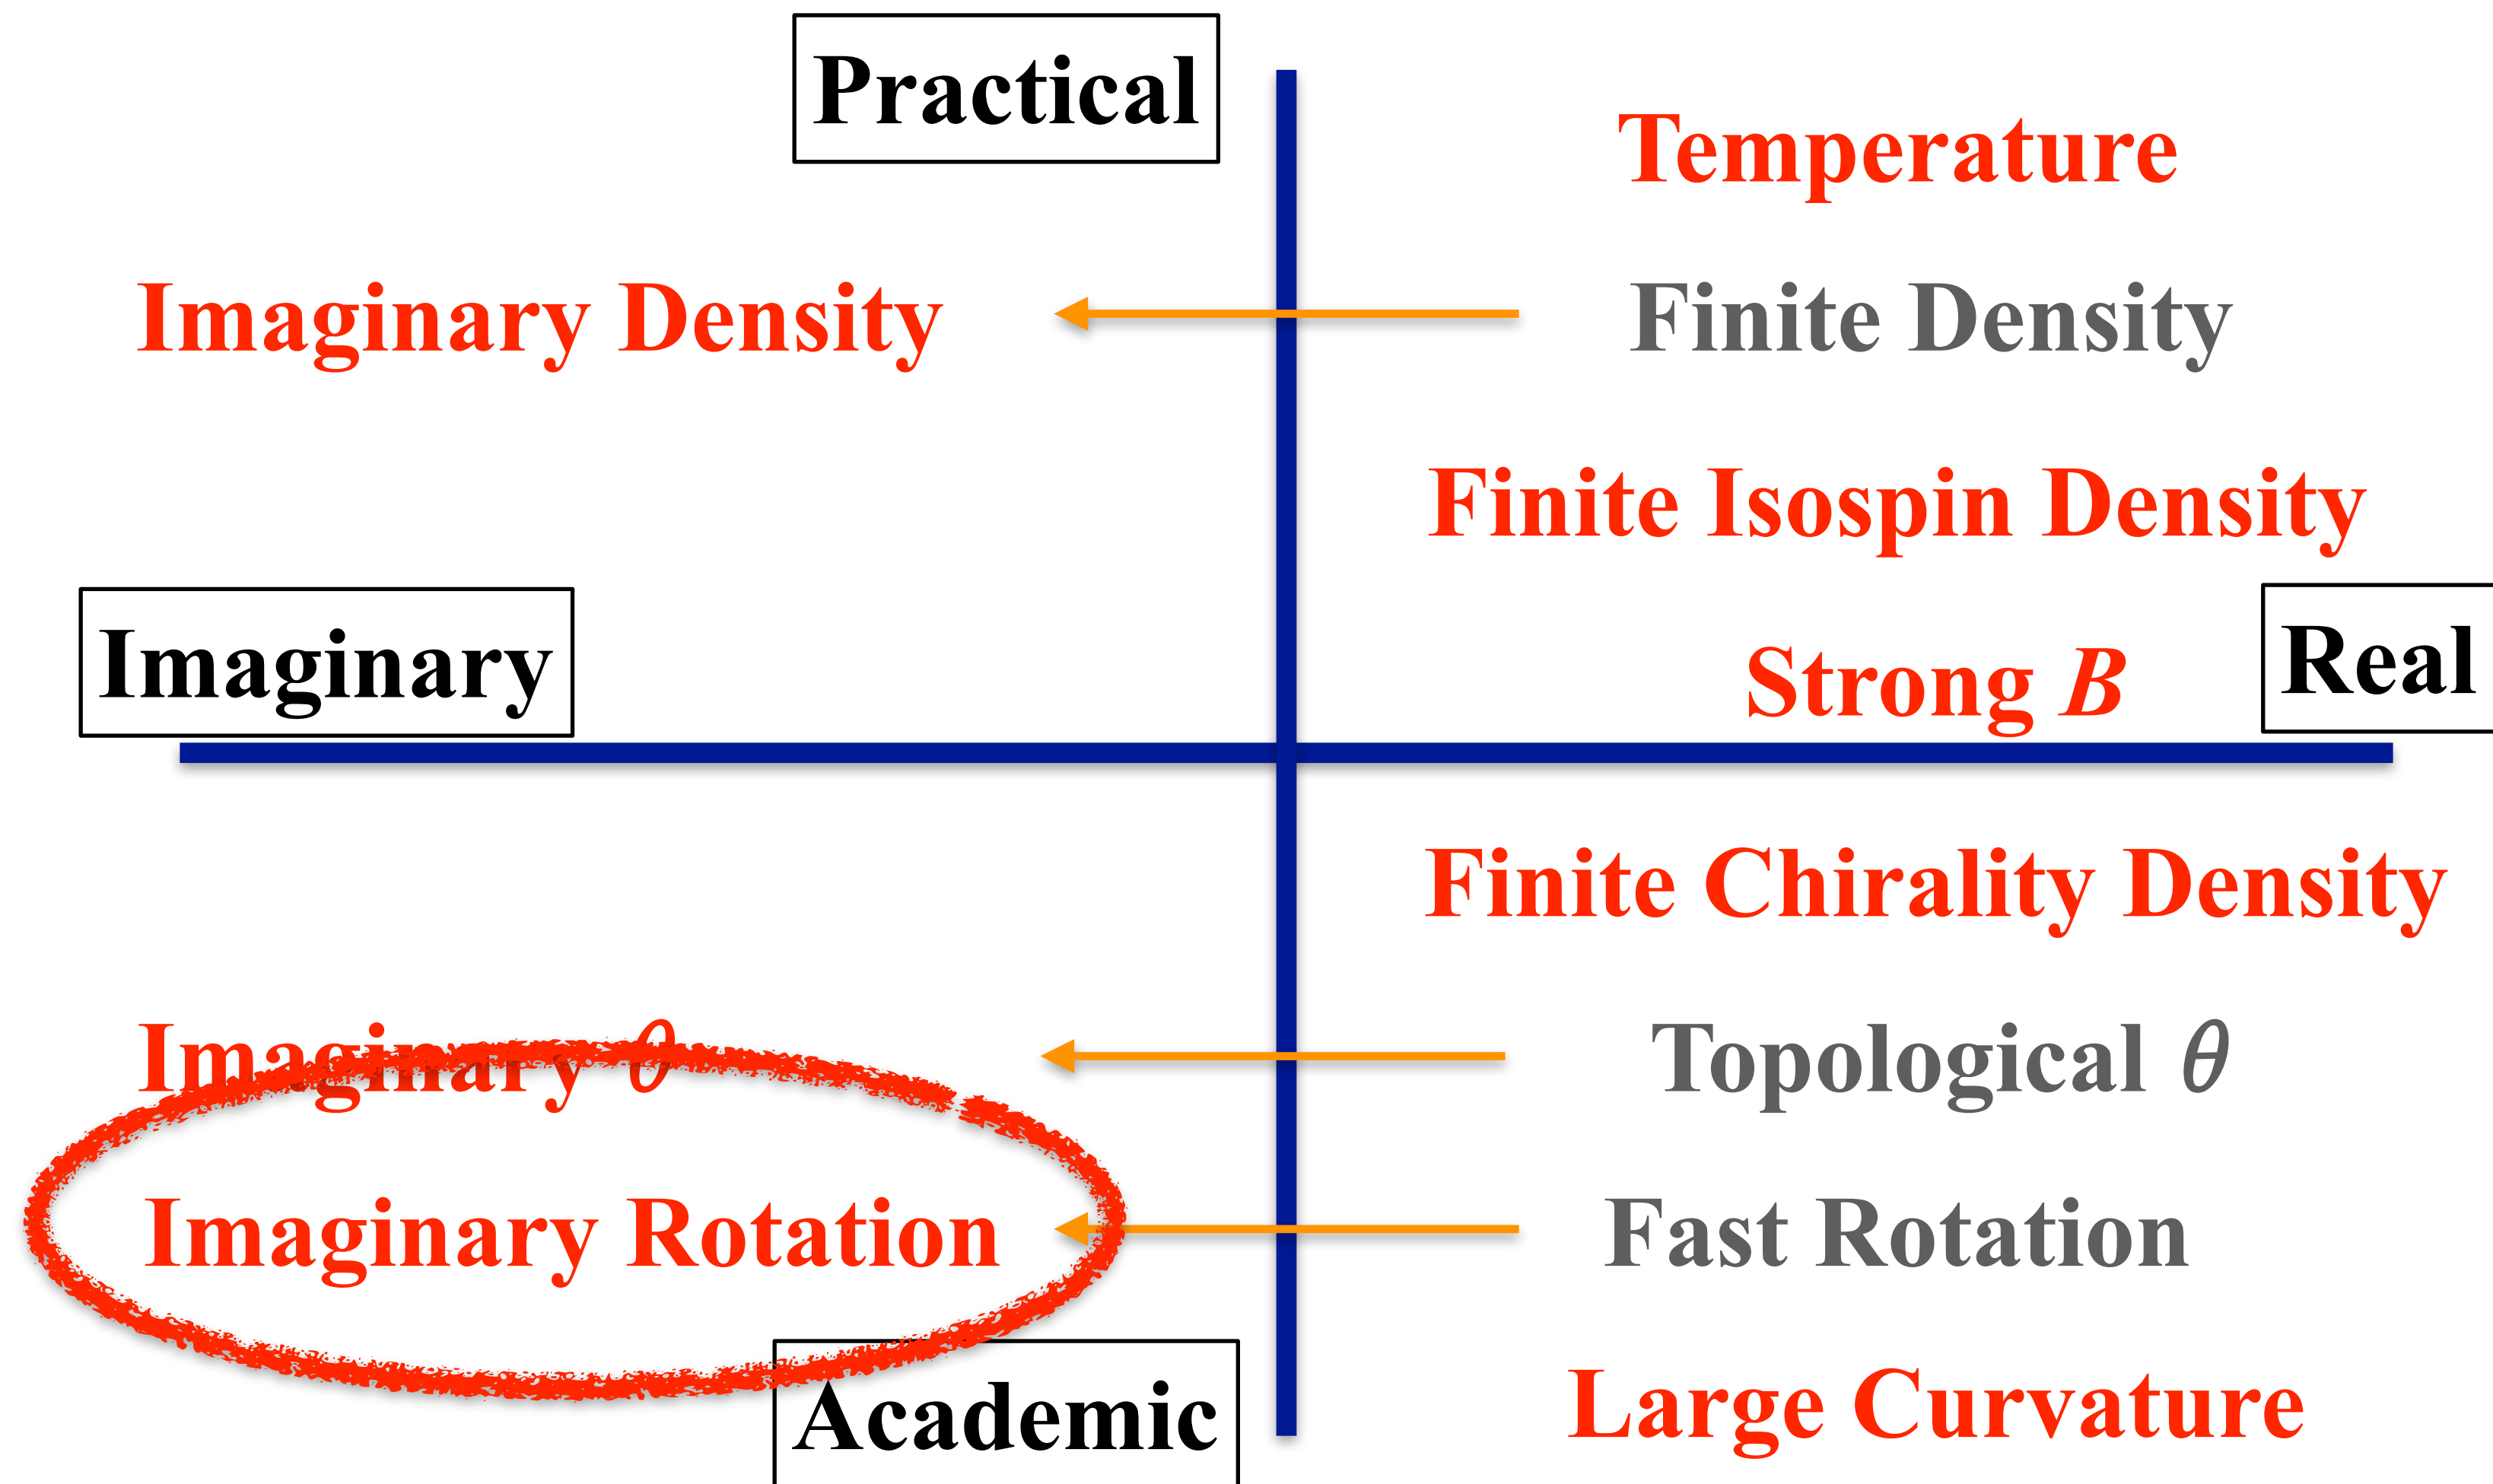 Practical
Temperature
Imaginary Density
Finite Density
Finite Isospin Density
Imaginary
Strong B
Real
Finite Chirality Density
Imaginary θ
Topological θ
Imaginary Rotation
Fast Rotation
Academic
Large Curvature